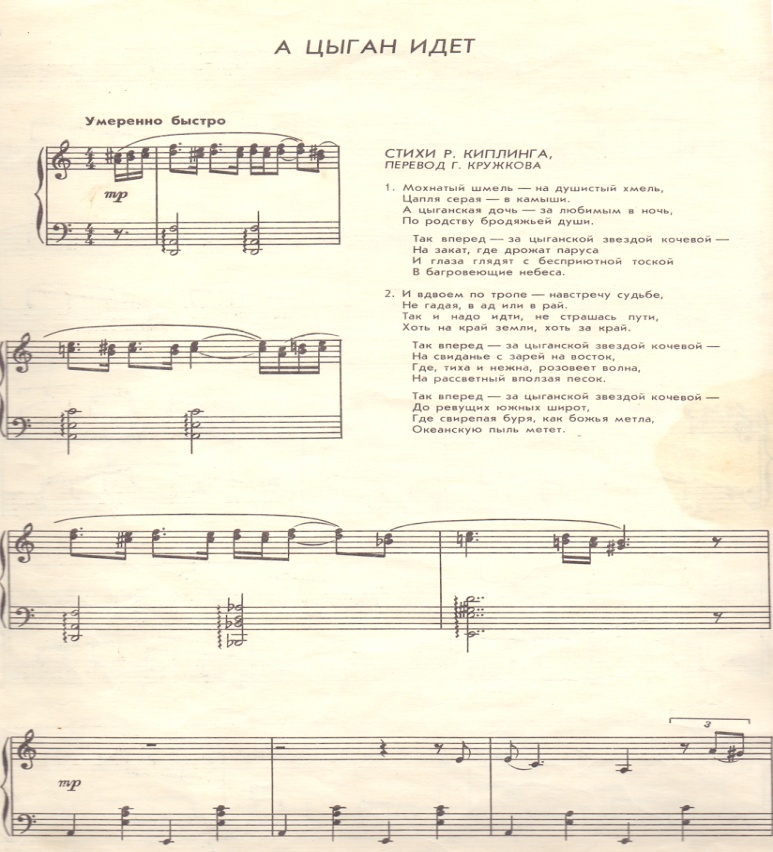 А ЦЫГАН ИДЕТ
Умеренно быстро
mp
СТИХИ Р. КИПЛИНГА,
ПЕРЕВОД Г. КРУЖКОВА
1. Мохнатый шмель — на душистый хмель,
Цапля серая — в камыши.
А цыганская дочь — за любимым в ночь,
По родству бродяжьей души.
Так вперед — за цыганской звездой кочевой —
На закат, где дрожат паруса
И глаза глядят с бесприютной тоской
В багровеющие небеса.
2. И вдвоем по тропе — навстречу судьбе,
Не гадая, в ад или в рай.
Так и надо идти, не страшась пути,
Хоть на край земли, хоть за край.
Так вперед — за цыганской звездой кочевой —
На свиданье с зарей на восток,
Где, тиха и нежна, розовеет волна,
На рассветный вползая песок.
Так вперед — за цыганской звездой кочевой —
До ревущих южных широт,
Где свирепая буря, как божья метла,
Океанскую пыль метет.
3
mp